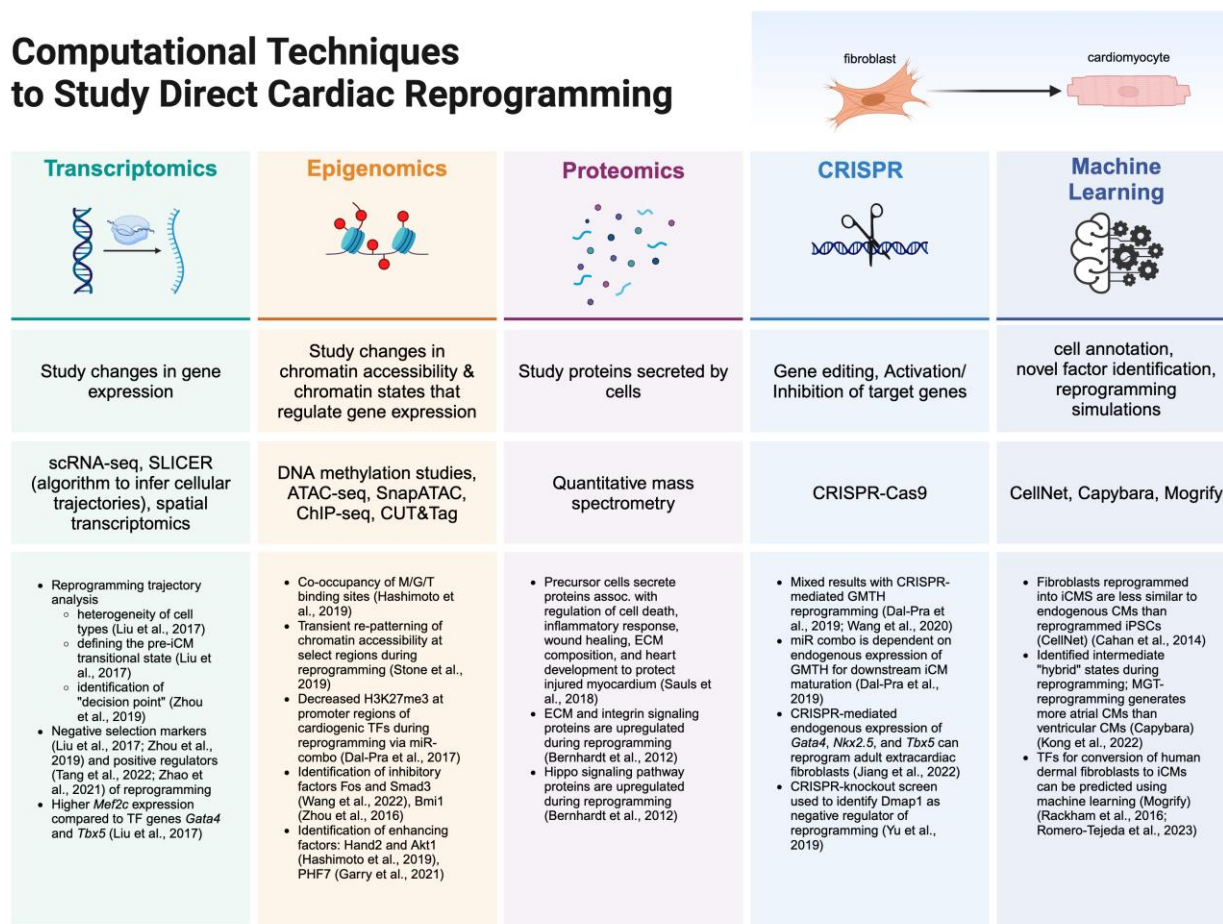 Computational Techniques
to Study Direct Cardiac Reprogramming
fibroblast
cardiomyocyte
Transcriptomics
Study changes in gene
expression
scRNA-seq, SLICER
(algorithm to infer cellular
trajectories), spatial
transcriptomics
• Reprogramming trajectory
analysis
○ heterogeneity of cell
types (Liu et al., 2017)
○ defining the pre-iCM
transitional state (Liu
et al., 2017)
○ identification of
"decision point" (Zhou
et al., 2019)
• Negative selection markers
(Liu et al., 2017; Zhou et al.,
2019) and positive regulators
(Tang et al., 2022; Zhao et
al., 2021) of reprogramming
• Higher Mef2c expression
compared to TF genes Gata4
and Tbx5 (Liu et al., 2017)
Epigenomics
Study changes in
chromatin accessibility &
chromatin states that
regulate gene expression
DNA methylation studies,
ATAC-seq, SnapATAC,
ChIP-seq, CUT&Tag
• Co-occupancy of M/G/T
binding sites (Hashimoto et
al., 2019)
• Transient re-patterning of
chromatin accessibility at
select regions during
reprogramming (Stone et al.,
2019)
• Decreased H3K27me3 at
promoter regions of
cardiogenic TFs during
reprogramming via miR-
combo (Dal-Pra et al., 2017)
• Identification of inhibitory
factors Fos and Smad3
(Wang et al., 2022), Bmi1
(Zhou et al., 2016)
• Identification of enhancing
factors: Hand2 and Akt1
(Hashimoto et al., 2019),
PHF7 (Garry et al., 2021)
Proteomics
Study proteins secreted by
cells
Quantitative mass
spectrometry
• Precursor cells secrete
proteins assoc. with
regulation of cell death,
inflammatory response,
wound healing, ECM
composition, and heart
development to protect
injured myocardium (Sauls et
al., 2018)
• ECM and integrin signaling
proteins are upregulated
during reprogramming
(Bernhardt et al., 2012)
• Hippo signaling pathway
proteins are upregulated
during reprogramming
(Bernhardt et al., 2012)
CRISPR
Gene editing, Activation/
Inhibition of target genes
CRISPR-Cas9
• Mixed results with CRISPR-
mediated GMTH
reprogramming (Dal-Pra et
al., 2019; Wang et al., 2020)
• miR combo is dependent on
endogenous expression of
GMTH for downstream iCM
maturation (Dal-Pra et al.,
2019)
• CRISPR-mediated
endogenous expression of
Gata4, Nkx2.5, and Tbx5 can
reprogram adult extracardiac
fibroblasts (Jiang et al., 2022)
• CRISPR-knockout screen
used to identify Dmap1 as
negative regulator of
reprogramming (Yu et al.,
2019)
Machine
Learning
cell annotation,
novel factor identification,
reprogramming
simulations
CellNet, Capybara, Mogrify
• Fibroblasts reprogrammed
into iCMS are less similar to
endogenous CMs than
reprogrammed iPSCs
(CellNet) (Cahan et al., 2014)
• Identified intermediate
"hybrid" states during
reprogramming; MGT-
reprogramming generates
more atrial CMs than
ventricular CMs (Capybara)
(Kong et al., 2022)
• TFs for conversion of human
dermal fibroblasts to iCMs
can be predicted using
machine learning (Mogrify)
(Rackham et al., 2016;
Romero-Tejeda et al., 2023)